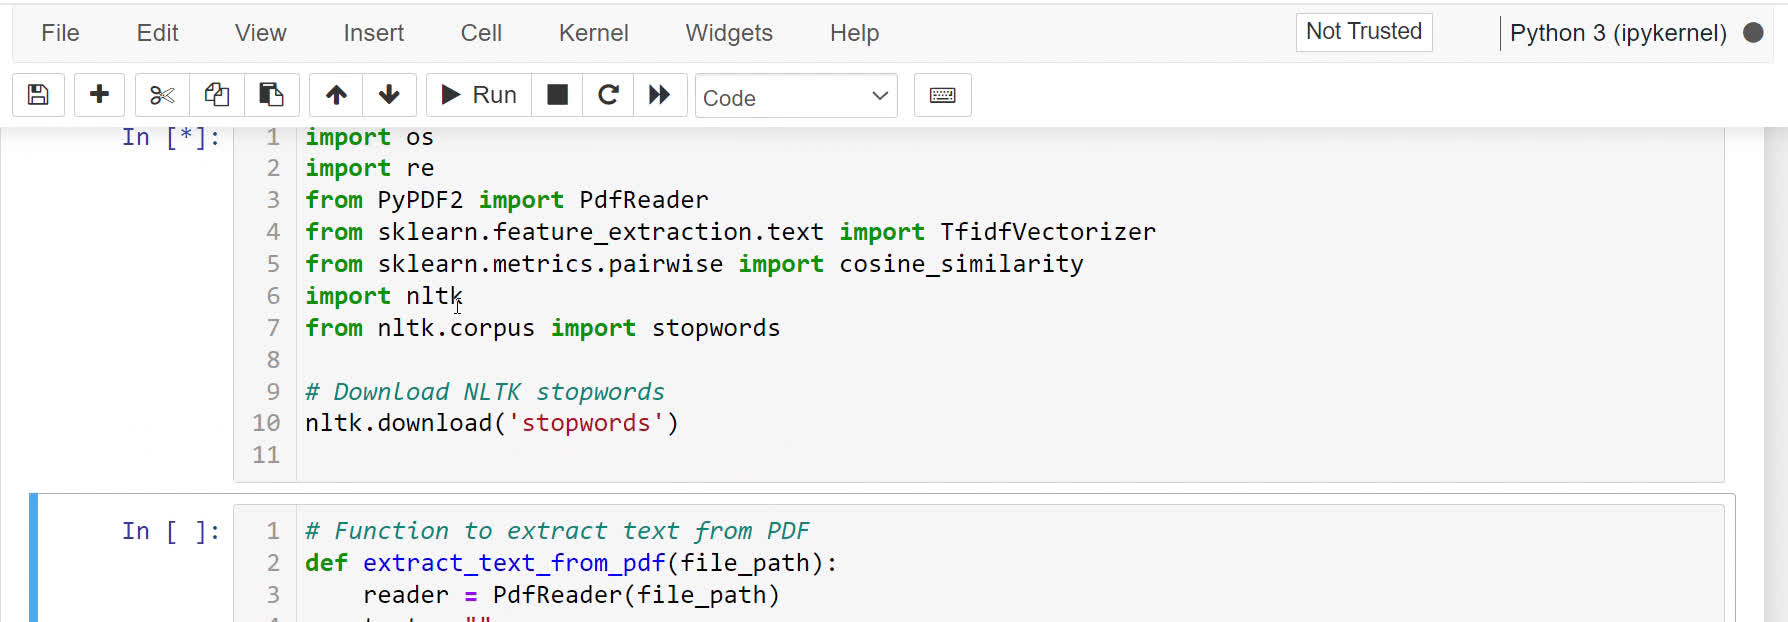 File Edit View Insert Cell Kernel Widgets Help Not Trusted Python 3 (ipykernel)
Run Code
In [*]:
1 import os
2 import re
3 from PyPDF2 import PdfReader
4 from sklearn.feature_extraction.text import TfidfVectorizer
5 from sklearn.metrics.pairwise import cosine_similarity
6 import nltk
7 from nltk.corpus import stopwords
8
9 # Download NLTK stopwords
10 nltk.download('stopwords')
11
In [ ]:
1 # Function to extract text from PDF
2 def extract_text_from_pdf(file_path):
3 reader = PdfReader(file_path)